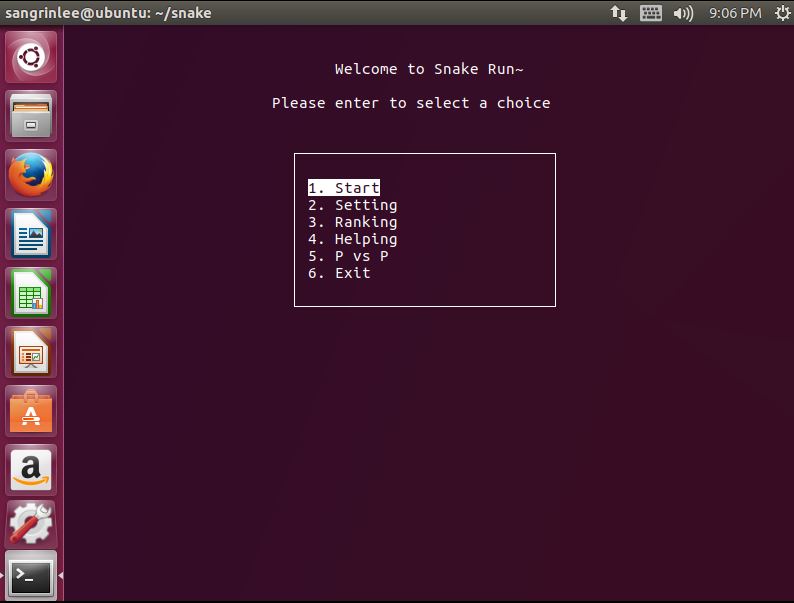 sangrinlee@ubuntu: ~/snake
9:06 PM
Welcome to Snake Run~
Please enter to select a choice
1. Start
2. Setting
3. Ranking
4. Helping
5. P vs P
6. Exit
A
a
>_